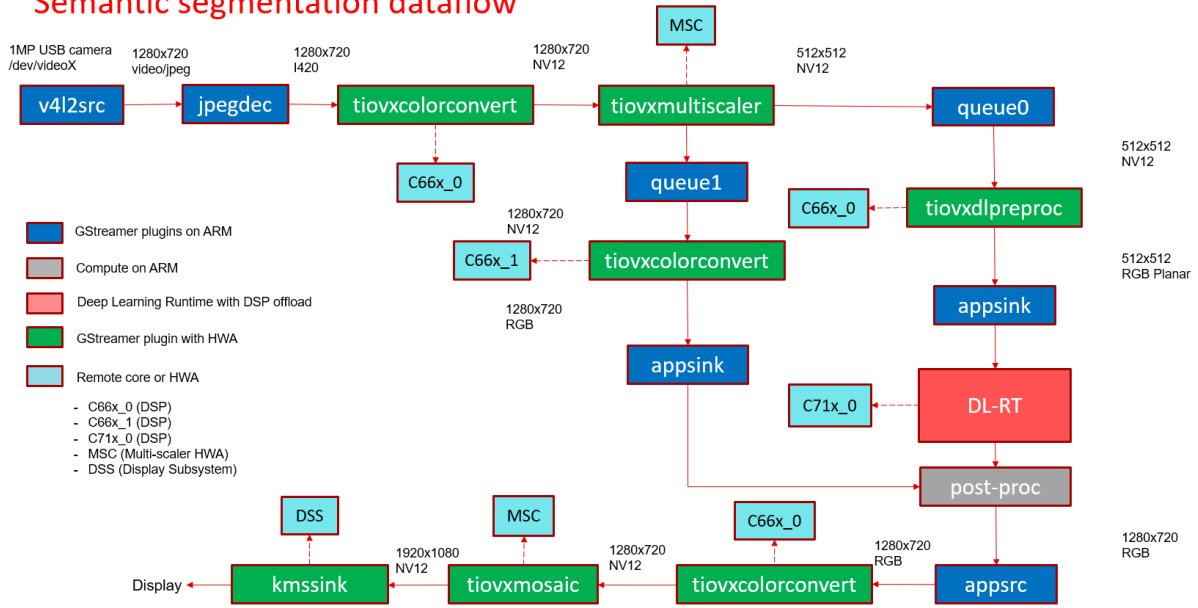 Semantic segmentation dataflow
1MP USB camera
/dev/videoX
1280x720
video/jpeg
1280x720
I420
1280x720
NV12
MSC
512x512
NV12
v4l2src
jpegdec
tiovxcolorconvert
tiovxmultiscaler
queue0
C66x_0
queue1
512x512
NV12
1280x720
NV12
C66x_0
tiovxdlpreproc
C66x_1
tiovxcolorconvert
512x512
RGB Planar
1280x720
RGB
appsink
appsink
GStreamer plugins on ARM
Compute on ARM
Deep Learning Runtime with DSP offload
GStreamer plugin with HWA
Remote core or HWA
- C66x_0 (DSP)
- C66x_1 (DSP)
- C71x_0 (DSP)
- MSC (Multi-scaler HWA)
- DSS (Display Subsystem)
C71x_0
DL-RT
post-proc
DSS
MSC
C66x_0
1280x720
RGB
1920x1080
NV12
1280x720
NV12
1280x720
RGB
Display
kmssink
tiovxmosaic
tiovxcolorconvert
appsrc